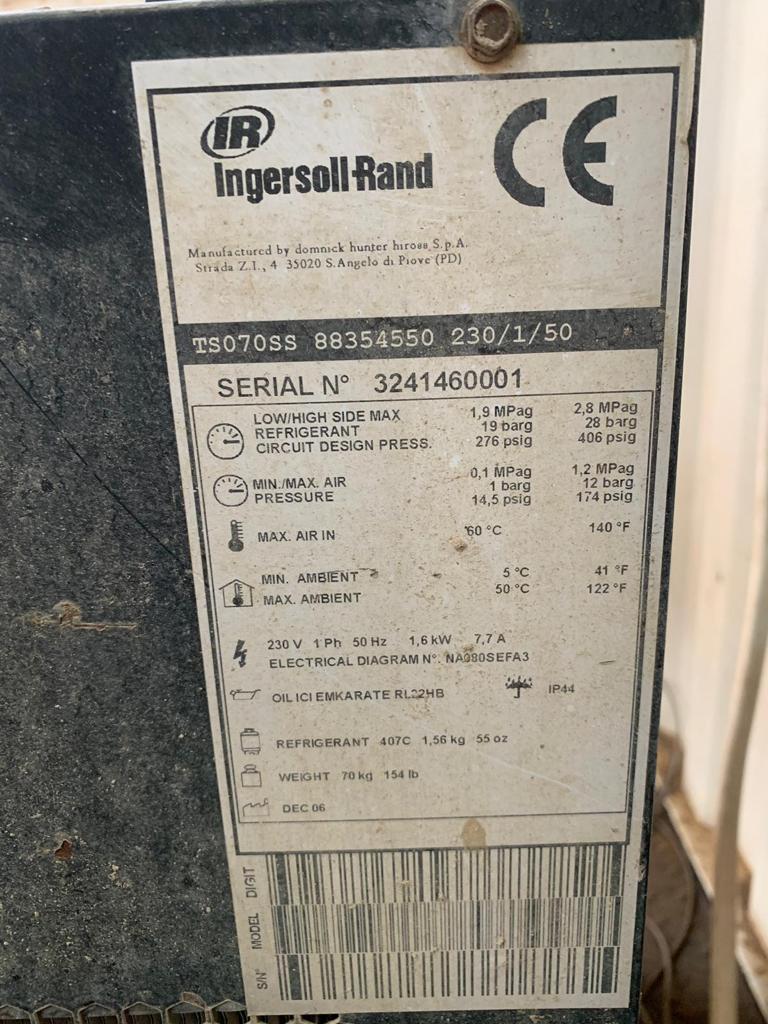 IR
Ingersoll-Rand
CE
Manufactured by domnick hunter hiross S.p.A.
Strada Z.I., 4 35020 S.Angelo di Piove (PD)
TS070SS 88354550 230/1/50
SERIAL N° 3241460001
LOW/HIGH SIDE MAX 1,9 MPag 2,8 MPag
REFRIGERANT 19 barg 28 barg
CIRCUIT DESIGN PRESS. 276 psig 406 psig
MIN./MAX. AIR 0,1 MPag 1,2 MPag
PRESSURE 1 barg 12 barg
14,5 psig 174 psig
MAX. AIR IN 60 °C 140 °F
MIN. AMBIENT 5 °C 41 °F
MAX. AMBIENT 50 °C 122 °F
230 V 1 Ph 50 Hz 1,6 kW 7,7 A
ELECTRICAL DIAGRAM N°. NA080SEFA3
OIL ICI EMKARATE RL22HB IP44
REFRIGERANT 407C 1,56 kg 55 oz
WEIGHT 70 kg 154 lb
DEC 06
DIGIT
MODEL
S/N°